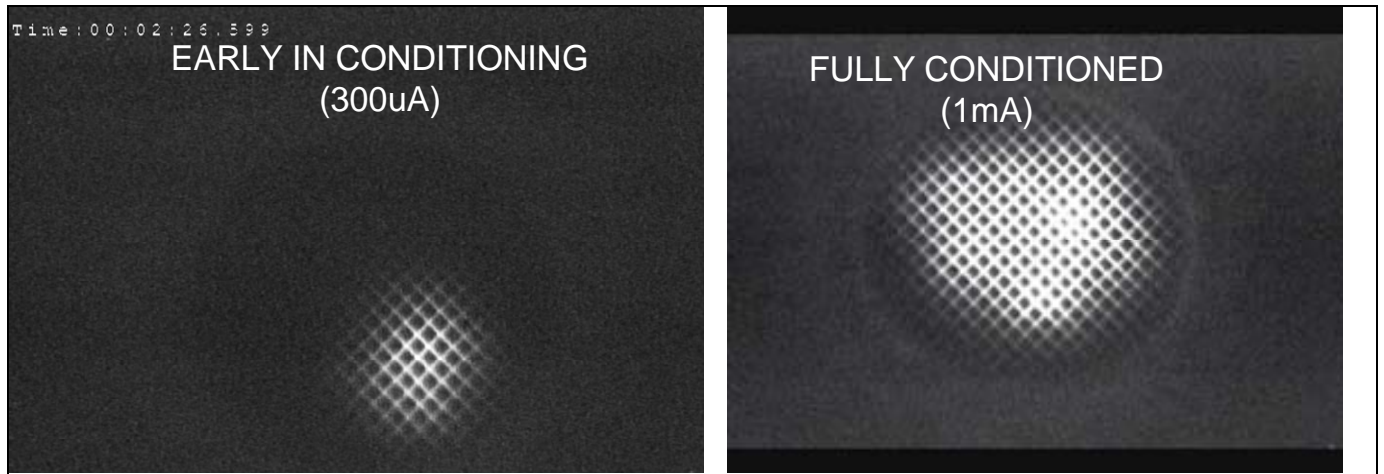 Time:00:02:26.599
EARLY IN CONDITIONING
(300uA)
FULLY CONDITIONED
(1mA)